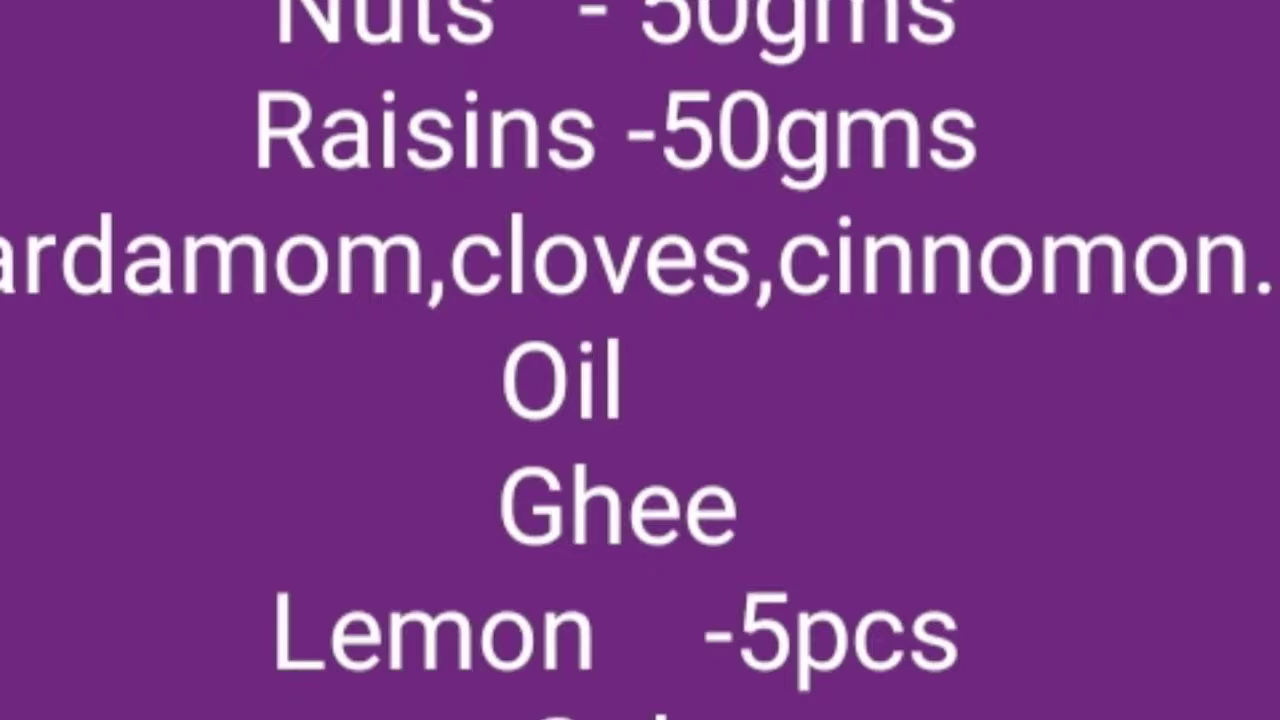 Nuts - 50gms
Raisins -50gms
ardamom,cloves,cinnomon.
Oil
Ghee
Lemon -5pcs